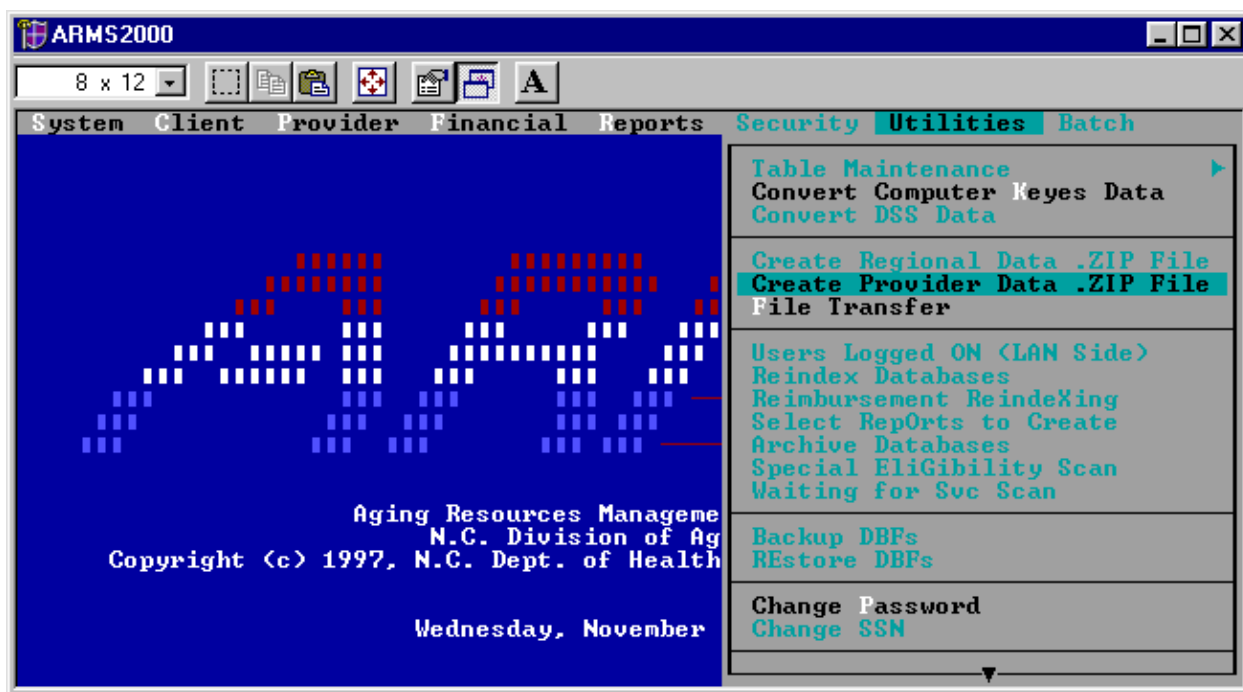 ARMS2000
8 x 12
A
System Client Provider Financial Reports Security Utilities Batch
Table Maintenance
Convert Computer Keyes Data
Convert DSS Data
Create Regional Data .ZIP File
Create Provider Data .ZIP File
File Transfer
Users Logged ON (LAN Side)
Reindex Databases
Reimbursement ReindeXing
Select RepOrts to Create
Archive Databases
Special EliGibility Scan
Waiting for Svc Scan
Backup DBFs
REstore DBFs
Change Password
Change SSN
Aging Resources Manageme
N.C. Division of Ag
Copyright (c) 1997, N.C. Dept. of Health
Wednesday, November